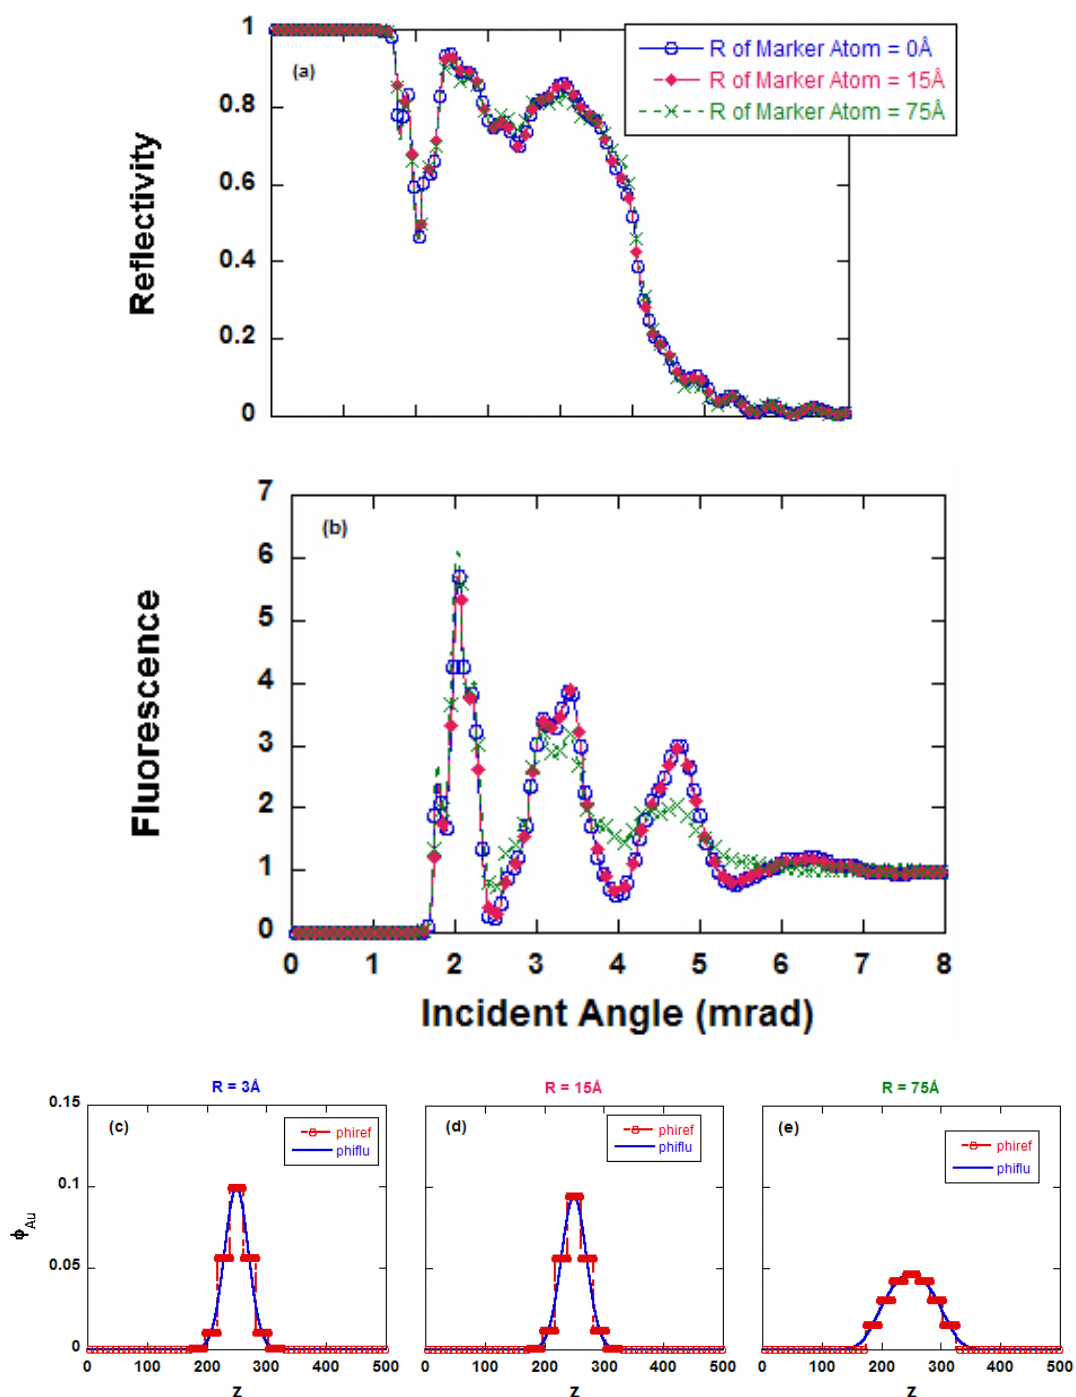 1
(a)
R of Marker Atom = 0Å
R of Marker Atom = 15Å
R of Marker Atom = 75Å
0.8
0.6
0.4
0.2
0
Reflectivity
7
(b)
6
5
4
3
2
1
0
Fluorescence
0 1 2 3 4 5 6 7 8
Incident Angle (mrad)
R = 3Å
0.15
(c)
phiref
phiflu
0.1
0.05
0
ϕAu
0 100 200 300 400 500
z
R = 15Å
(d)
phiref
phiflu
0 100 200 300 400 500
z
R = 75Å
(e)
phiref
phiflu
0 100 200 300 400 500
z